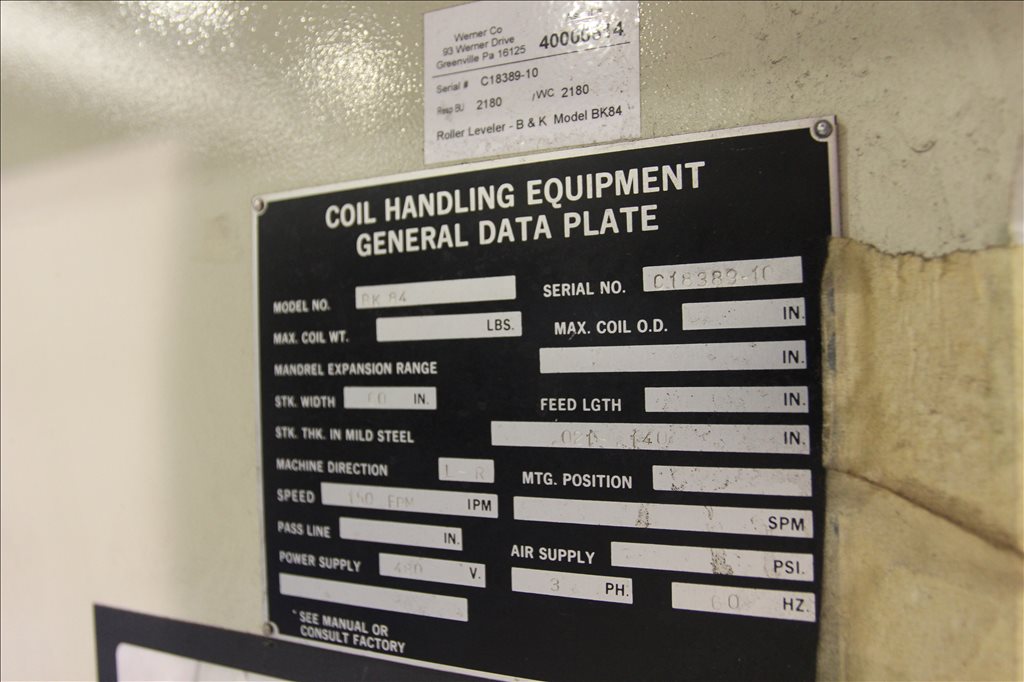 Werner Co
93 Werner Drive
Greenville Pa 16125
Serial # C18389-10
Resp BU 2180 /WC 2180
Roller Leveler - B & K Model BK84
COIL HANDLING EQUIPMENT
GENERAL DATA PLATE
MODEL NO. BK 84 SERIAL NO. C18389-10
MAX. COIL WT. LBS. MAX. COIL O.D. IN.
MANDREL EXPANSION RANGE IN.
STK. WIDTH 60 IN. FEED LGTH IN.
STK. THK. IN MILD STEEL IN.
MACHINE DIRECTION L-R MTG. POSITION
SPEED 150 FPM IPM SPM
PASS LINE IN. AIR SUPPLY PSI.
POWER SUPPLY 480 V. 3 PH. 60 HZ.
* SEE MANUAL OR
CONSULT FACTORY